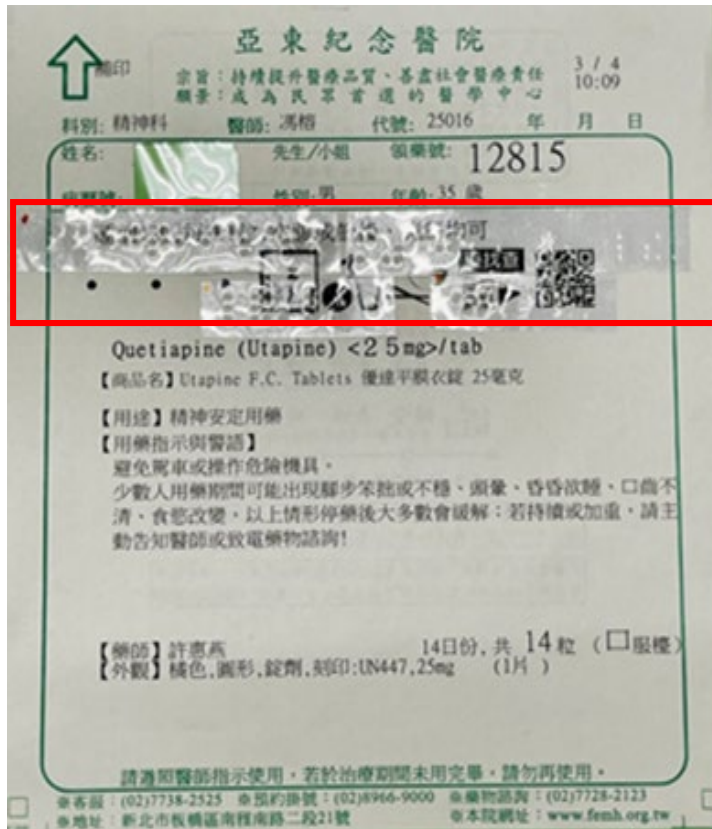 亞東紀念醫院
補印
宗旨:持續提升醫療品質、善盡社會醫療責任
願景:成為民眾首選的醫學中心
3 / 4
10:09
科別: 精神科 醫師: 馮榕 代號: 25016 年 月 日
姓名: 先生/小姐 領藥號: 12815
病歷號: 性別:男 年齡:35 歲
均可
Quetiapine (Utapine) <25mg>/tab
【商品名】Utapine F.C. Tablets 優達平膜衣錠 25毫克
【用途】精神安定用藥
【用藥指示與警語】
避免駕車或操作危險機具。
少數人用藥期間可能出現腳步笨拙或不穩、頭暈、昏昏欲睡、口齒不
清、食慾改變,以上情形停藥後大多數會緩解;若持續或加重,請主
動告知醫師或致電藥物諮詢!
【藥師】許惠燕 14日份, 共 14 粒 (口服檯)
【外觀】橘色,圓形,錠劑,刻印:UN447,25mg (1片 )
請遵照醫師指示使用,若於治療期間未用完畢,請勿再使用。
※客服:(02)7738-2525 ※預約掛號:(02)8966-9000 ※藥物諮詢:(02)7728-2123
※地址:新北市板橋區南雅南路二段21號 ※本院網址:www.femh.org.tw